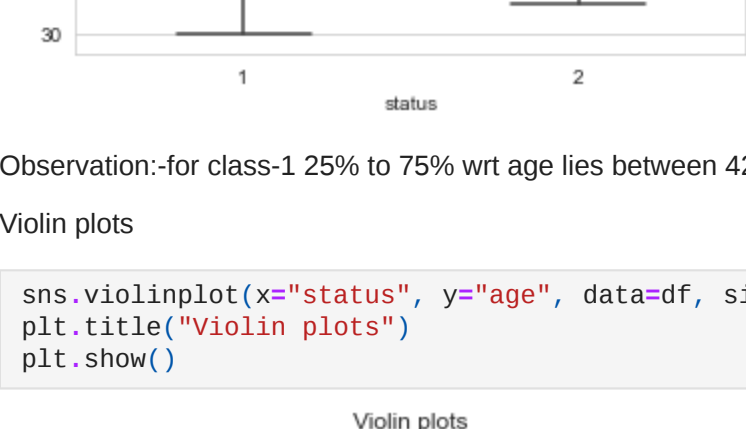 30
1 2
status
Observation:-for class-1 25% to 75% wrt age lies between 42
Violin plots
sns.violinplot(x="status", y="age", data=df, si
plt.title("Violin plots")
plt.show()
Violin plots